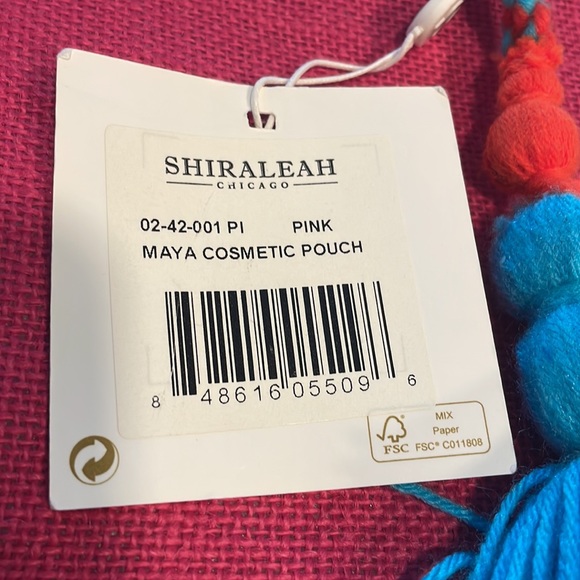 SHIRALEAH
CHICAGO
02-42-001 PI PINK
MAYA COSMETIC POUCH
8 48616 05509 6
MIX
Paper
FSC FSC® C011808